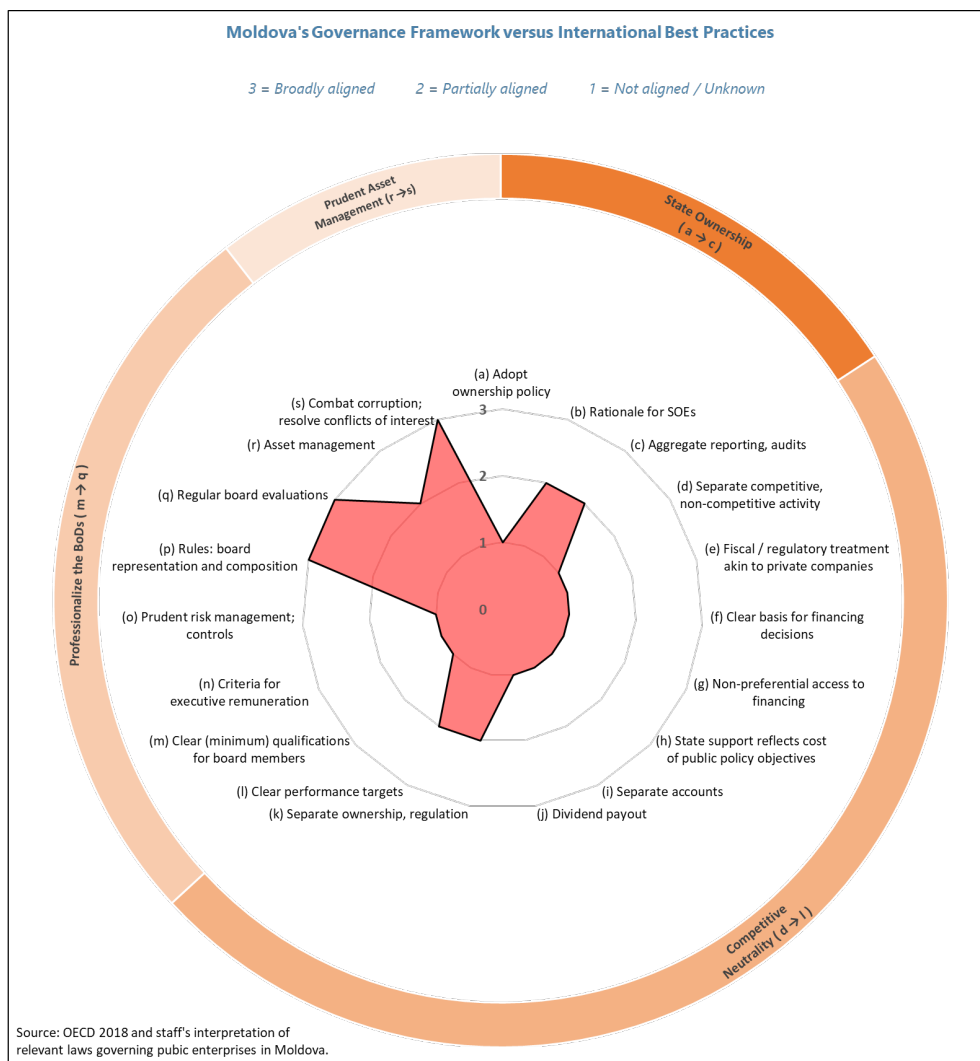 Moldova's Governance Framework versus International Best Practices
3 = Broadly aligned 2 = Partially aligned 1 = Not aligned / Unknown
Prudent Asset
Management (r →s)
State Ownership
( a → c )
Professionalize the BoDs ( m → q )
Competitive
Neutrality ( d → l )
(a) Adopt
ownership policy
(b) Rationale for SOEs
(c) Aggregate reporting, audits
(d) Separate competitive,
non-competitive activity
(e) Fiscal / regulatory treatment
akin to private companies
(f) Clear basis for financing
decisions
(g) Non-preferential access to
financing
(h) State support reflects cost
of public policy objectives
(i) Separate accounts
(j) Dividend payout
(k) Separate ownership, regulation
(l) Clear performance targets
(m) Clear (minimum) qualifications
for board members
(n) Criteria for
executive remuneration
(o) Prudent risk management;
controls
(p) Rules: board
representation and composition
(q) Regular board evaluations
(r) Asset management
(s) Combat corruption;
resolve conflicts of interest
3
2
1
0
Source: OECD 2018 and staff's interpretation of
relevant laws governing pubic enterprises in Moldova.